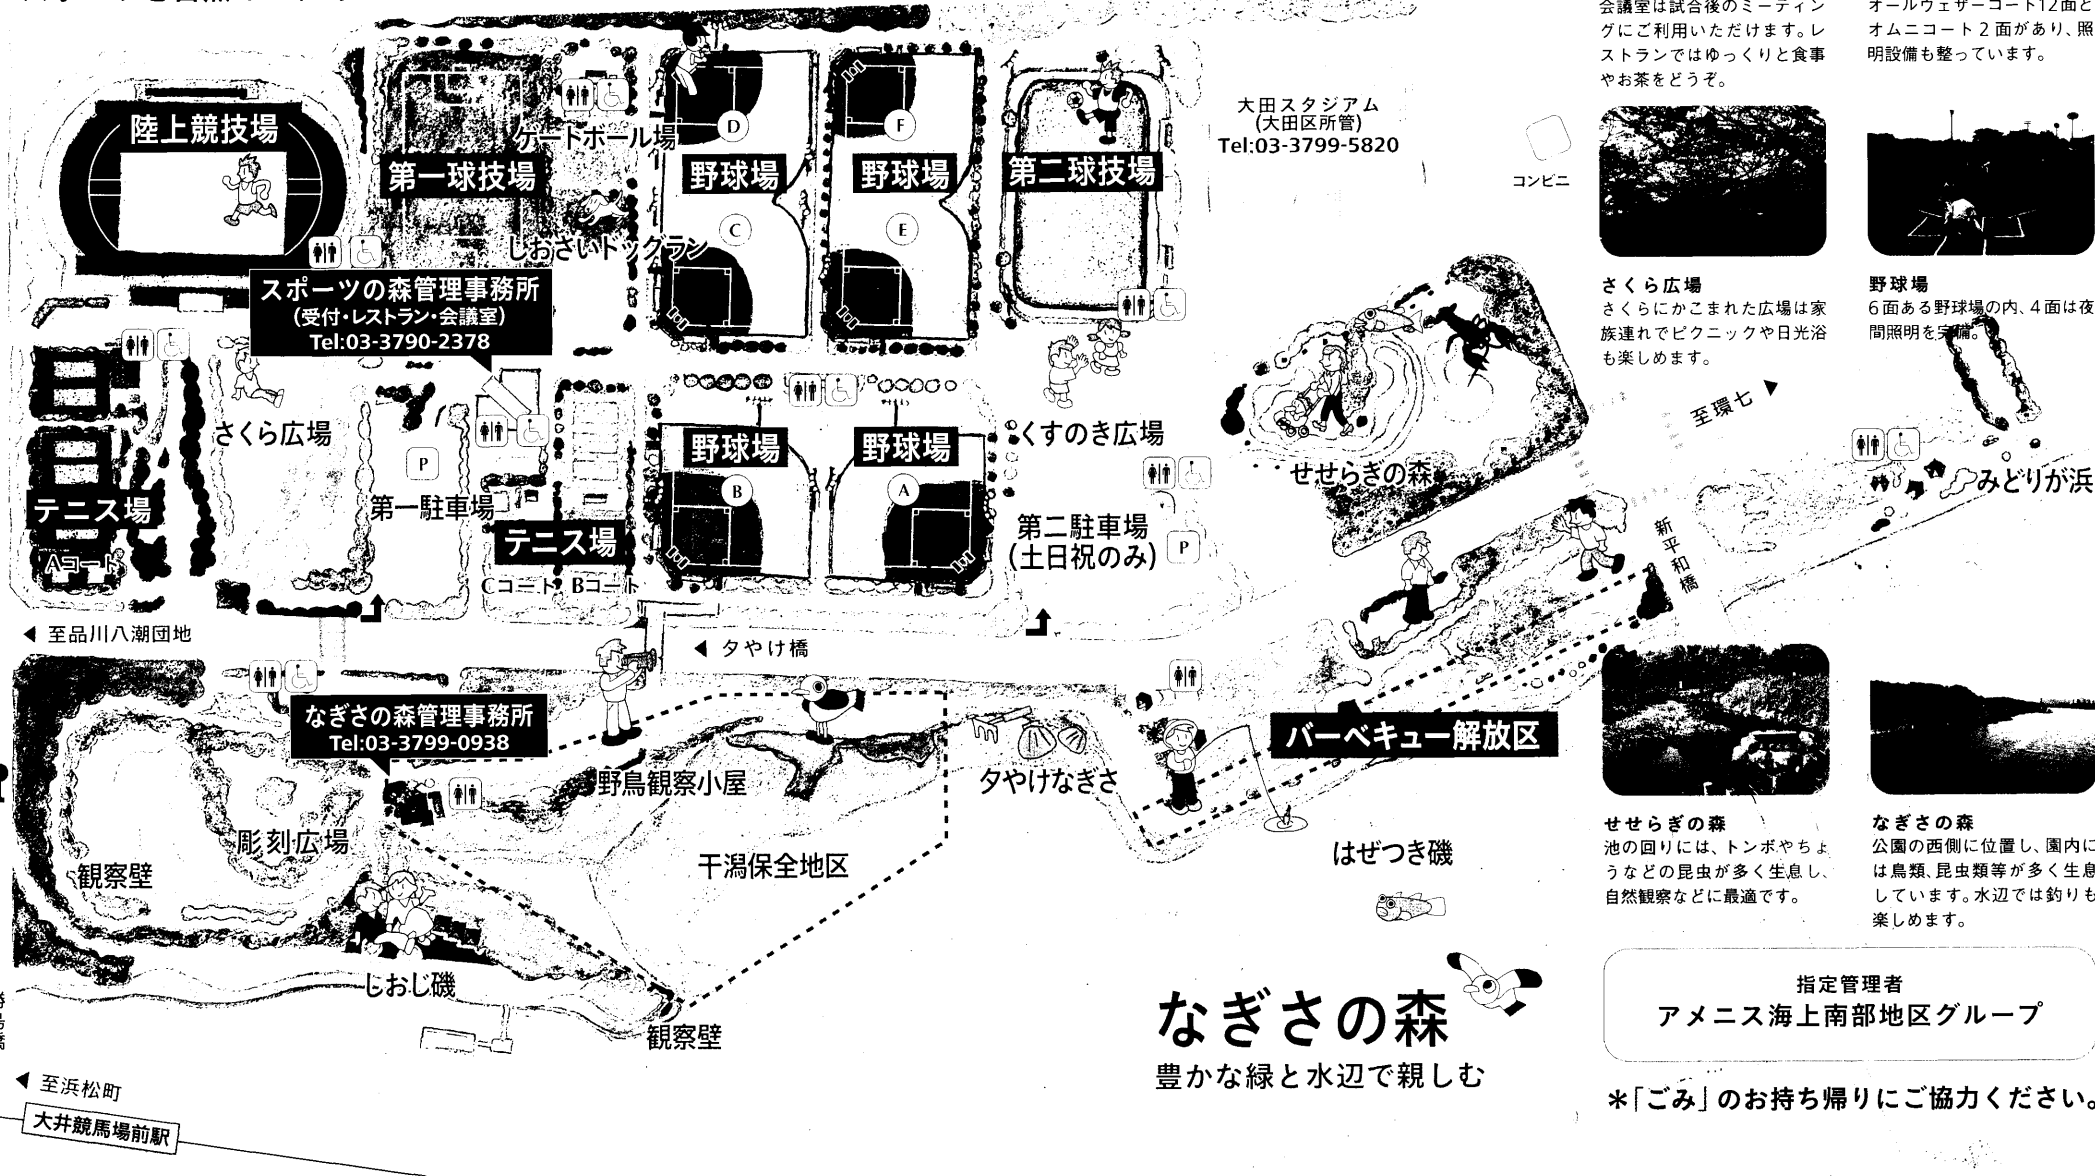 会議室は試合後のミーティン
グにご利用いただけます。レ
ストランではゆっくりと食事
やお茶をどうぞ。
オールウェザーコート12面と
オムニコート2面があり、照
明設備も整っています。
陸上競技場
第一球技場
ゲートボール場
しおさいドッグラン
D
野球場
C
F
野球場
E
第二球技場
大田スタジアム
(大田区所管)
Tel:03-3799-5820
コンビニ
スポーツの森管理事務所
(受付・レストラン・会議室)
Tel:03-3790-2378
さくら広場
さくらにかこまれた広場は家
族連れでピクニックや日光浴
も楽しめます。
野球場
6面ある野球場の内、4面は夜
間照明を完備。
至環七
テニス場
Aコート
さくら広場
P
第一駐車場
テニス場
Cコート
Bコート
野球場
B
野球場
A
くすのき広場
第二駐車場
(土日祝のみ)
P
せせらぎの森
みどりが浜
新平和橋
至品川八潮団地
夕やけ橋
なぎさの森管理事務所
Tel:03-3799-0938
バーベキュー解放区
野鳥観察小屋
夕やけなぎさ
彫刻広場
観察壁
干潟保全地区
はぜつき磯
しおじ磯
観察壁
せせらぎの森
池の回りには、トンボやちょ
うなどの昆虫が多く生息し、
自然観察などに最適です。
なぎさの森
公園の西側に位置し、園内に
は鳥類、昆虫類等が多く生息
しています。水辺では釣りも
楽しめます。
なぎさの森
豊かな緑と水辺で親しむ
指定管理者
アメニス海上南部地区グループ
*「ごみ」のお持ち帰りにご協力ください。
至浜松町
大井競馬場前駅